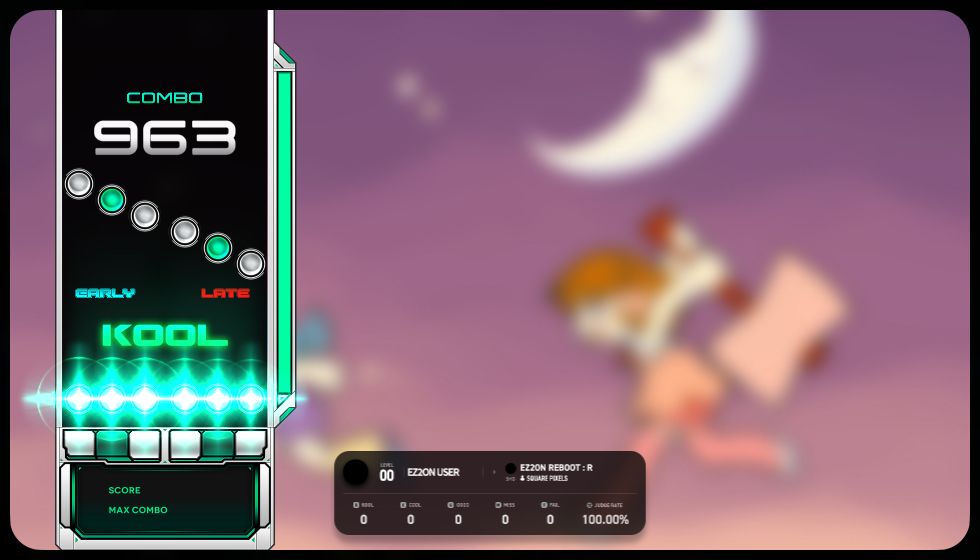 COMBO
963
EARLY LATE
KOOL
SCORE
MAX COMBO
LEVEL
00
EZ2ON USER
EZ2ON REBOOT : R
SHD
SQUARE PIXELS
KOOL COOL GOOD MISS FAIL JUDGE RATE
0 0 0 0 0 100.00%